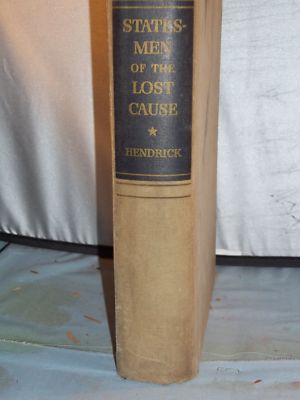 STATES-
MEN
OF THE
LOST
CAUSE
★
HENDRICK